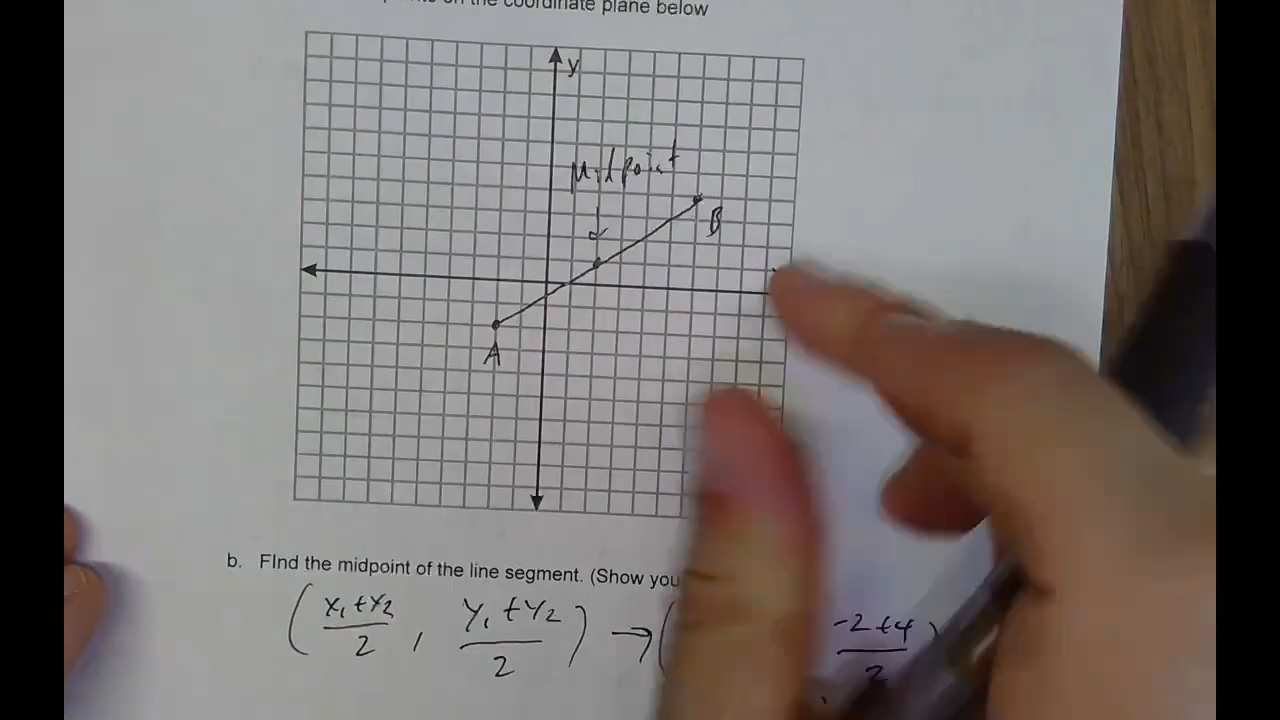 on the coordinate plane below
y
Midpoint
B
A
b. FInd the midpoint of the line segment. (Show you
(x₁+x₂/2, y₁+y₂/2) → ( -2+4/2 )